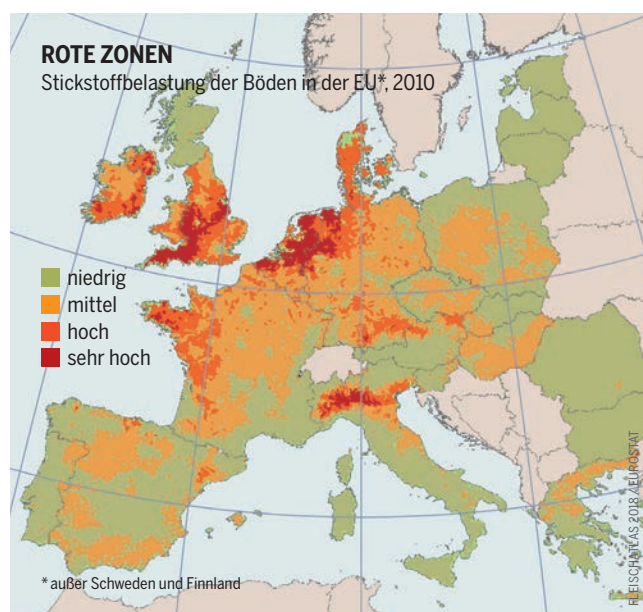 ROTE ZONEN
Stickstoffbelastung der Böden in der EU*, 2010
niedrig
mittel
hoch
sehr hoch
* außer Schweden und Finnland
FLEISCHATLAS 2018 / EUROSTAT